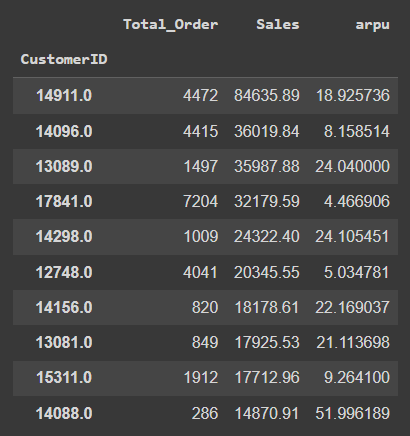 Total_Order Sales arpu
CustomerID
14911.0 4472 84635.89 18.925736
14096.0 4415 36019.84 8.158514
13089.0 1497 35987.88 24.040000
17841.0 7204 32179.59 4.466906
14298.0 1009 24322.40 24.105451
12748.0 4041 20345.55 5.034781
14156.0 820 18178.61 22.169037
13081.0 849 17925.53 21.113698
15311.0 1912 17712.96 9.264100
14088.0 286 14870.91 51.996189